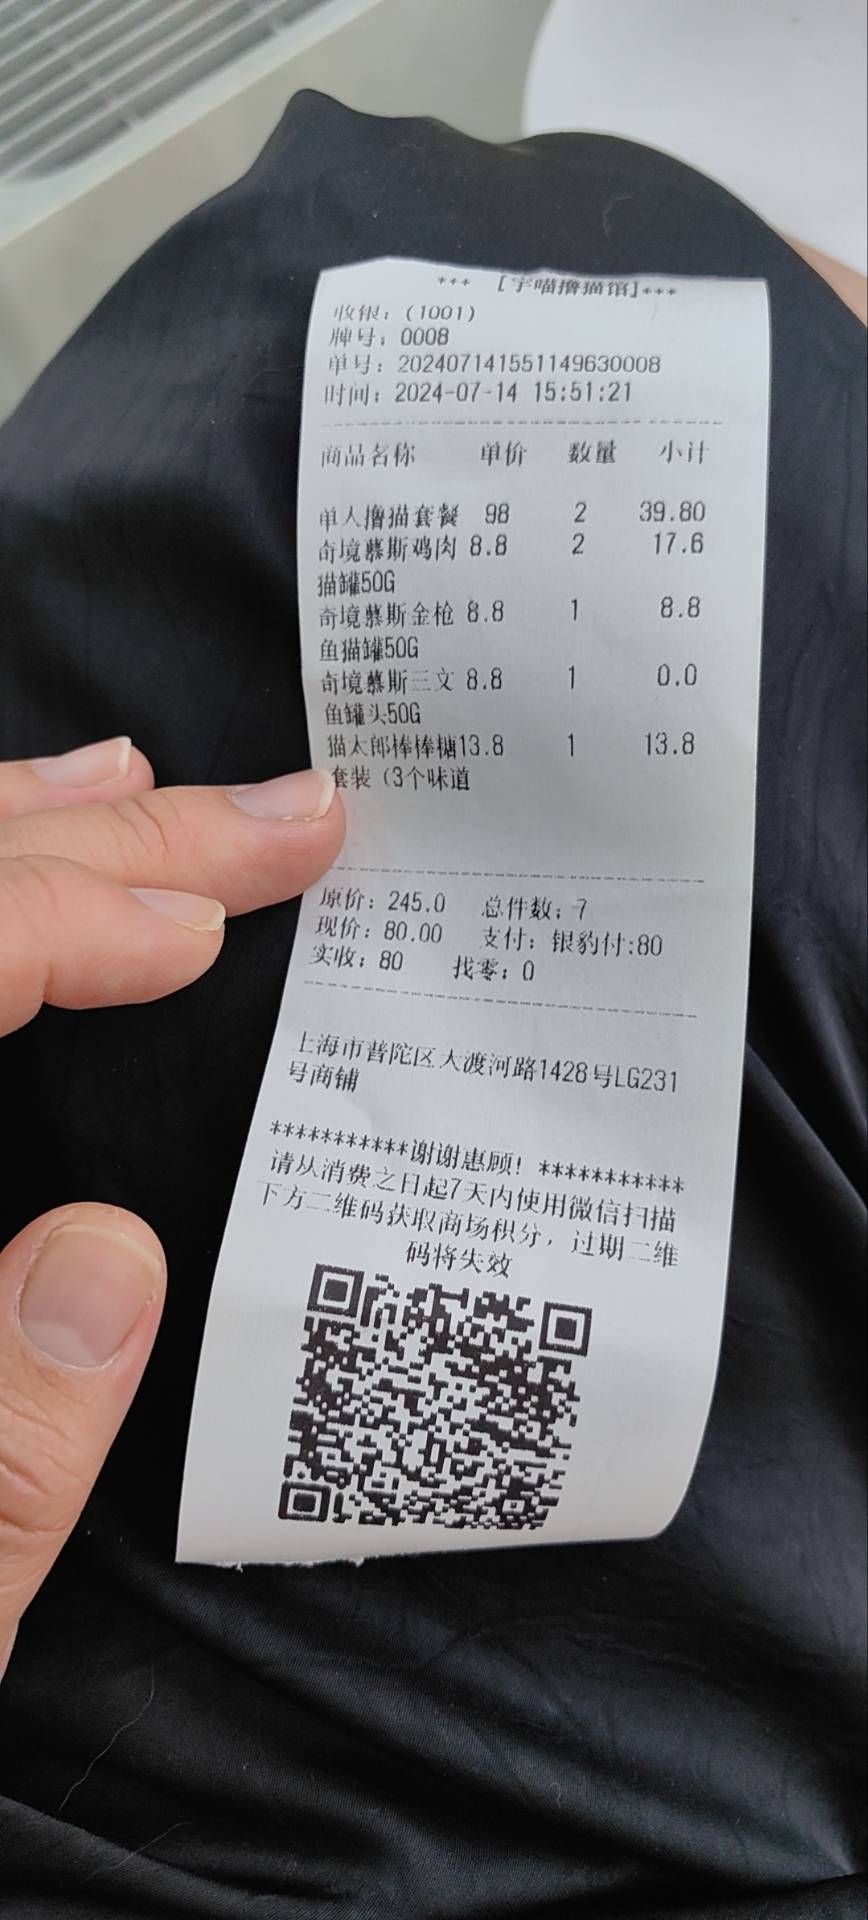 *** [宇喵撸猫馆]***
收银：(1001)
牌号：0008
单号：202407141551149630008
时间：2024-07-14 15:51:21
商品名称 单价 数量 小计
单人撸猫套餐 98 2 39.80
奇境慕斯鸡肉 8.8 2 17.6
猫罐50G
奇境慕斯金枪 8.8 1 8.8
鱼猫罐50G
奇境慕斯三文 8.8 1 0.0
鱼罐头50G
猫太郎棒棒糖13.8 1 13.8
套装（3个味道
原价：245.0 总件数：7
现价：80.00 支付：银豹付:80
实收：80 找零：0
上海市普陀区大渡河路1428号LG231
号商铺
***********谢谢惠顾！***********
请从消费之日起7天内使用微信扫描
下方二维码获取商场积分，过期二维
码将失效